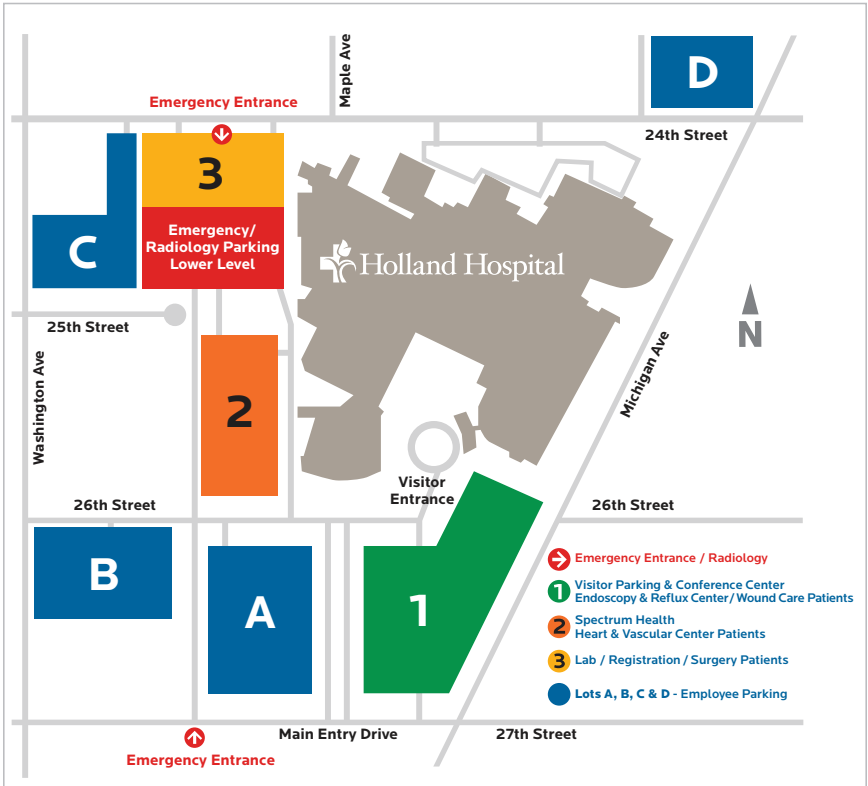 Maple Ave
D
Emergency Entrance
24th Street
3
C
Emergency/
Radiology Parking
Lower Level
Holland Hospital
25th Street
N
Washington Ave
Michigan Ave
2
Visitor
Entrance
26th Street
26th Street
B
A
1
Emergency Entrance / Radiology
1 Visitor Parking & Conference Center
Endoscopy & Reflux Center/ Wound Care Patients
2 Spectrum Health
Heart & Vascular Center Patients
3 Lab / Registration / Surgery Patients
Lots A, B, C & D - Employee Parking
Main Entry Drive
27th Street
Emergency Entrance